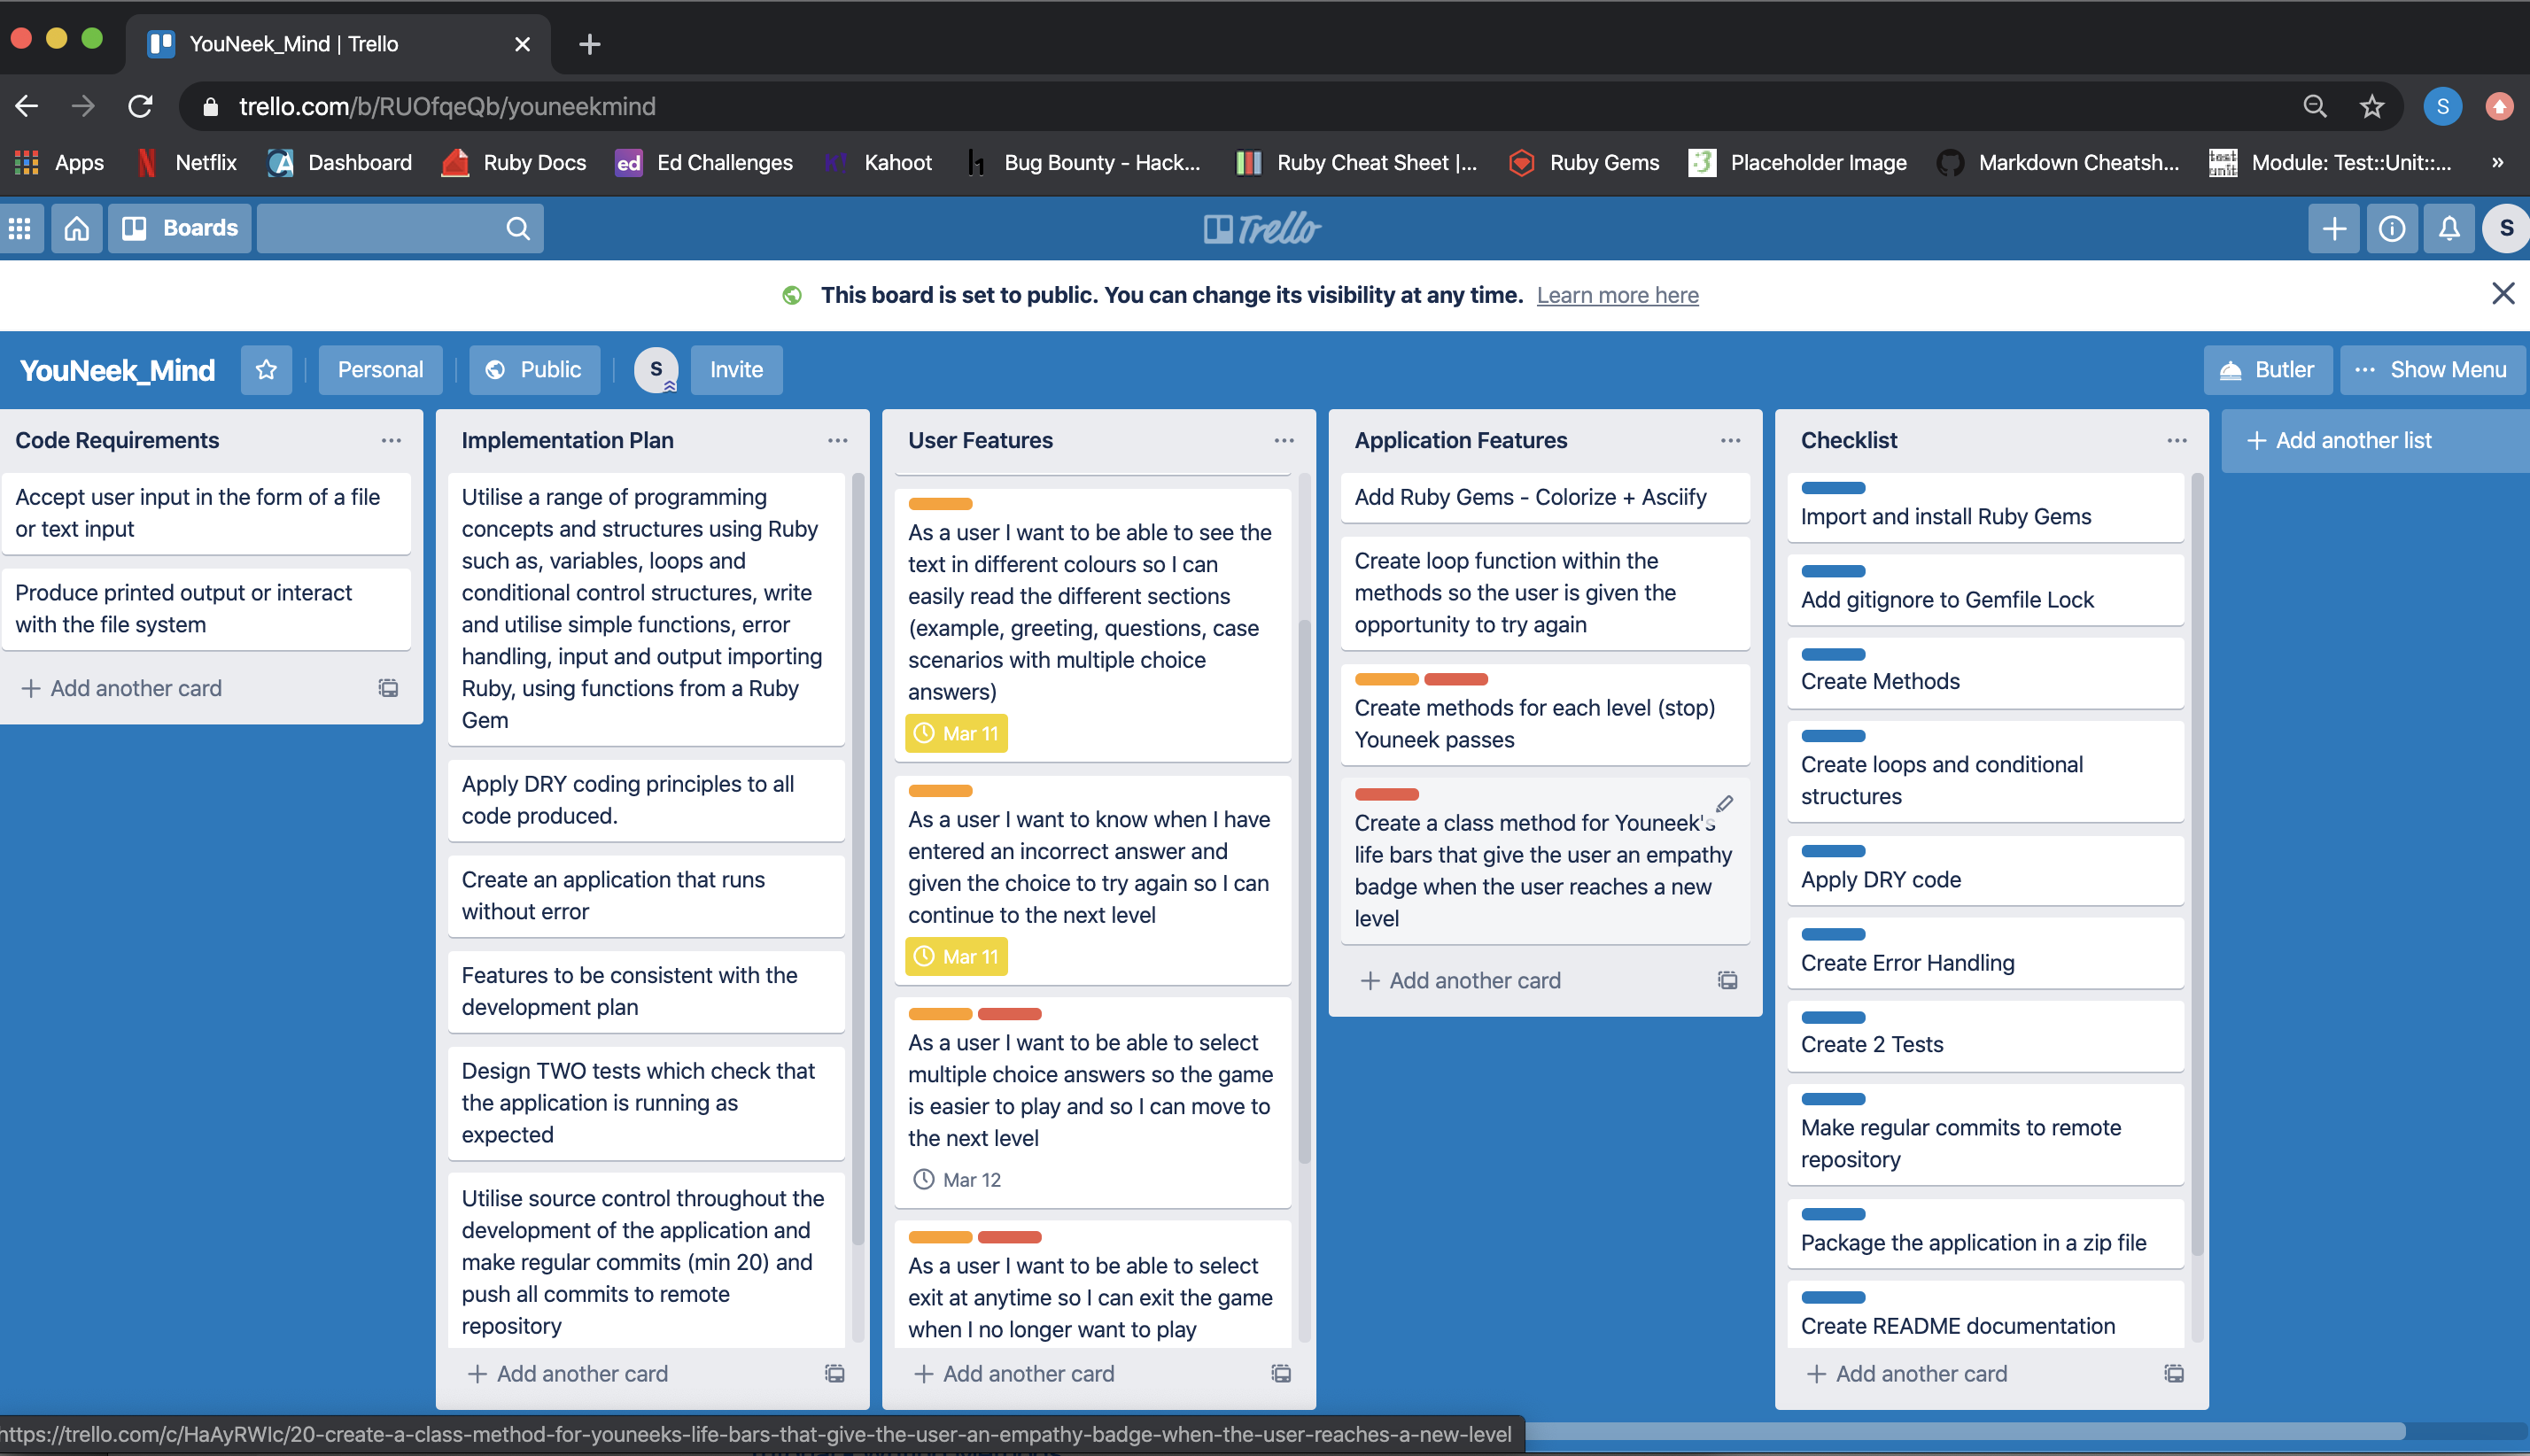 YouNeek_Mind | Trello
trello.com/b/RUOfqeQb/youneekmind
S
Apps
Netflix
Dashboard
Ruby Docs
ed
Ed Challenges
Kahoot
Bug Bounty - Hack...
Ruby Cheat Sheet |...
Ruby Gems
Placeholder Image
Markdown Cheatsh...
Module: Test::Unit::...
»
Boards
Trello
S
This board is set to public. You can change its visibility at any time. Learn more here
YouNeek_Mind
Personal
Public
S
Invite
Butler
Show Menu
Code Requirements
Accept user input in the form of a file
or text input
Produce printed output or interact
with the file system
Add another card
Implementation Plan
Utilise a range of programming
concepts and structures using Ruby
such as, variables, loops and
conditional control structures, write
and utilise simple functions, error
handling, input and output importing
Ruby, using functions from a Ruby
Gem
Apply DRY coding principles to all
code produced.
Create an application that runs
without error
Features to be consistent with the
development plan
Design TWO tests which check that
the application is running as
expected
Utilise source control throughout the
development of the application and
make regular commits (min 20) and
push all commits to remote
repository
Add another card
User Features
As a user I want to be able to see the
text in different colours so I can
easily read the different sections
(example, greeting, questions, case
scenarios with multiple choice
answers)
Mar 11
As a user I want to know when I have
entered an incorrect answer and
given the choice to try again so I can
continue to the next level
Mar 11
As a user I want to be able to select
multiple choice answers so the game
is easier to play and so I can move to
the next level
Mar 12
As a user I want to be able to select
exit at anytime so I can exit the game
when I no longer want to play
Add another card
Application Features
Add Ruby Gems - Colorize + Asciify
Create loop function within the
methods so the user is given the
opportunity to try again
Create methods for each level (stop)
Youneek passes
Create a class method for Youneek's
life bars that give the user an empathy
badge when the user reaches a new
level
Add another card
Checklist
Import and install Ruby Gems
Add gitignore to Gemfile Lock
Create Methods
Create loops and conditional
structures
Apply DRY code
Create Error Handling
Create 2 Tests
Make regular commits to remote
repository
Package the application in a zip file
Create README documentation
Add another card
Add another list
https://trello.com/c/HaAyRWIc/20-create-a-class-method-for-youneeks-life-bars-that-give-the-user-an-empathy-badge-when-the-user-reaches-a-new-level